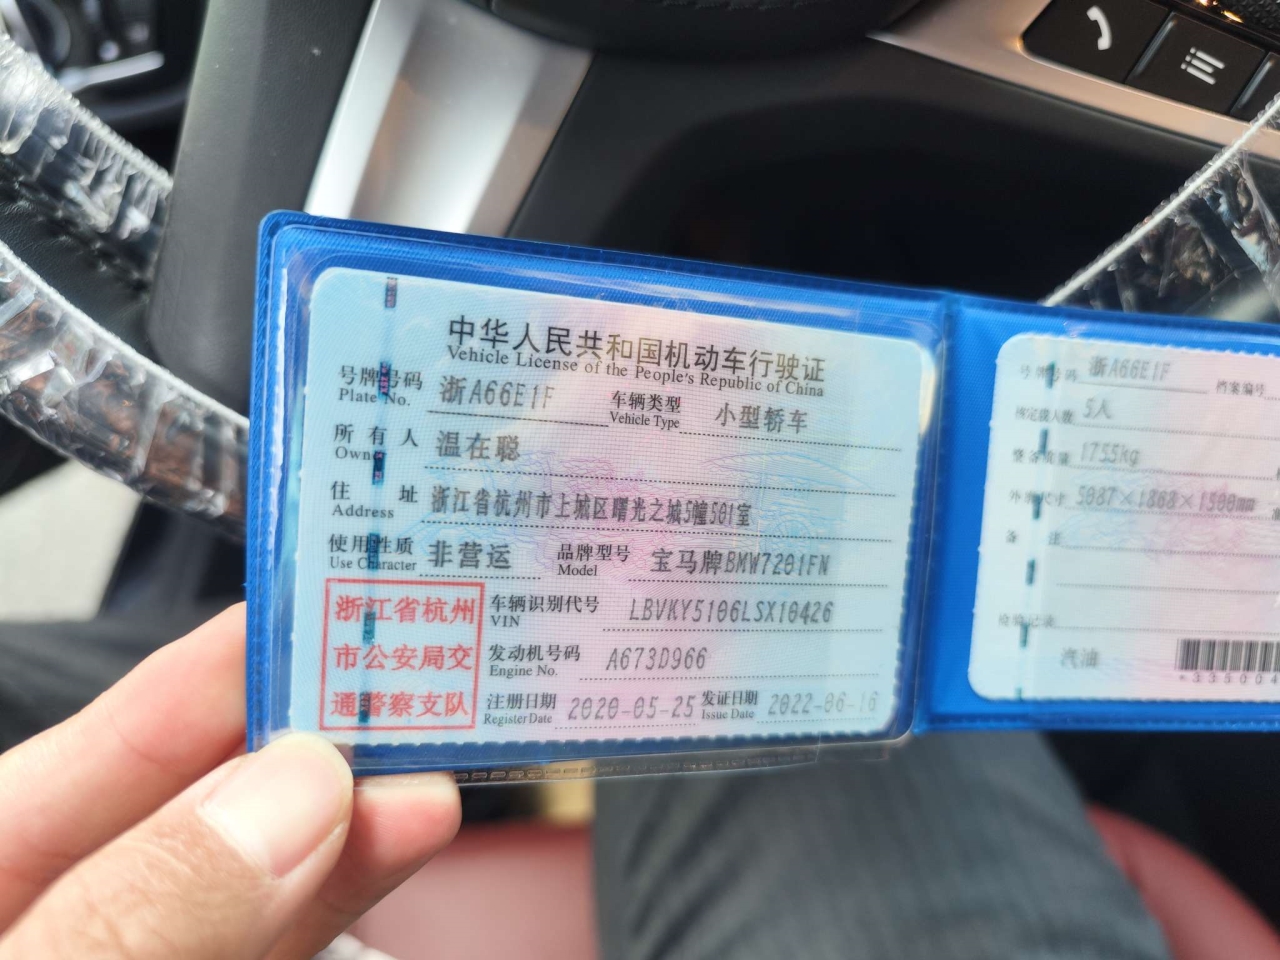 中华人民共和国机动车行驶证
Vehicle License of the People's Republic of China
号牌号码 浙A66E1F 车辆类型 小型轿车
Plate No. Vehicle Type
所有人 温在聪
Owner
住址 浙江省杭州市上城区曙光之城5幢501室
Address
使用性质 非营运 品牌型号 宝马牌BMW7201FN
Use Character Model
浙江省杭州
市公安局交
通警察支队
车辆识别代号 LBVKY5106LSX10426
VIN
发动机号码 A673D966
Engine No.
注册日期 2020-05-25 发证日期 2022-06-16
Register Date Issue Date
号牌号码 浙A66E1F 档案编号
核定载人数 5人
整备质量 1755kg
外廓尺寸 5087×1868×1500mm
备注
检验记录
汽油
*335004